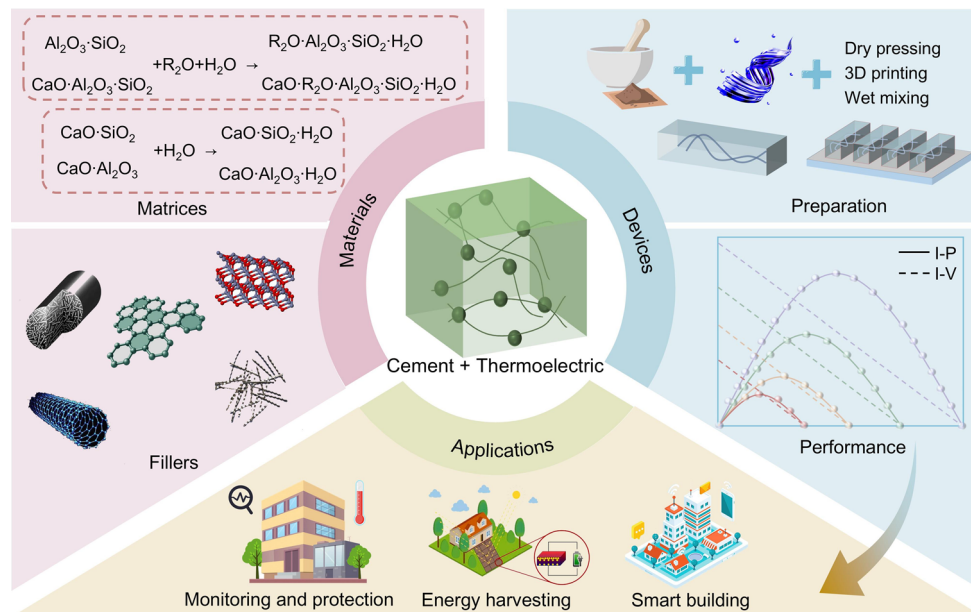 Al₂O₃·SiO₂
CaO·Al₂O₃·SiO₂
+R₂O+H₂O →
R₂O·Al₂O₃·SiO₂·H₂O
CaO·R₂O·Al₂O₃·SiO₂·H₂O
CaO·SiO₂
CaO·Al₂O₃
+H₂O →
CaO·SiO₂·H₂O
CaO·Al₂O₃·H₂O
Matrices
Materials
Fillers
Cement + Thermoelectric
Devices
Dry pressing
3D printing
Wet mixing
Preparation
I-P
I-V
Performance
Applications
Monitoring and protection
Energy harvesting
Smart building